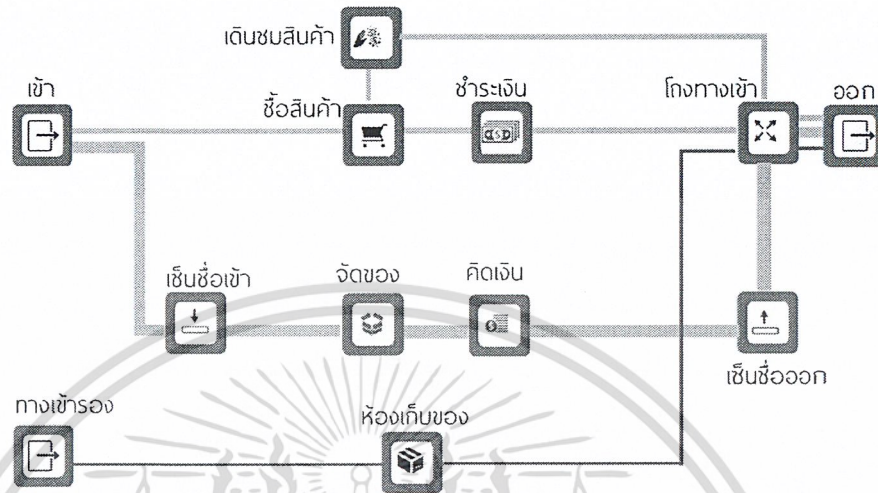 เดินชมสินค้า
เข้า
ซื้อสินค้า
ชำระเงิน
โถงทางเข้า
ออก
เซ็นชื่อเข้า
จัดของ
คิดเงิน
เซ็นชื่อออก
ทางเข้ารอง
ห้องเก็บของ